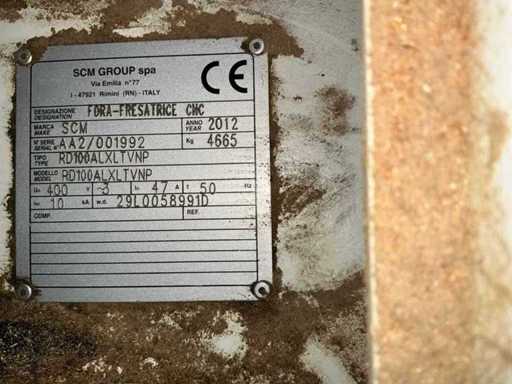 SCM GROUP spa
Via Emilia n°77
I - 47921 Rimini (RN) - ITALY
CE
DESIGNAZIONE DESIGNATION FORA-FRESATRICE CNC
MARCA MAKE SCM ANNO YEAR 2012
N° SERIE SERIAL N° AA2/001992 Kg 4665
TIPO TYPE RD100ALXLTVNP
MODELLO MODEL RD100ALXLTVNP
400 V ~3 47 A f 50 Hz
10 kA w.d. 29L0058991D
COMP. REF.